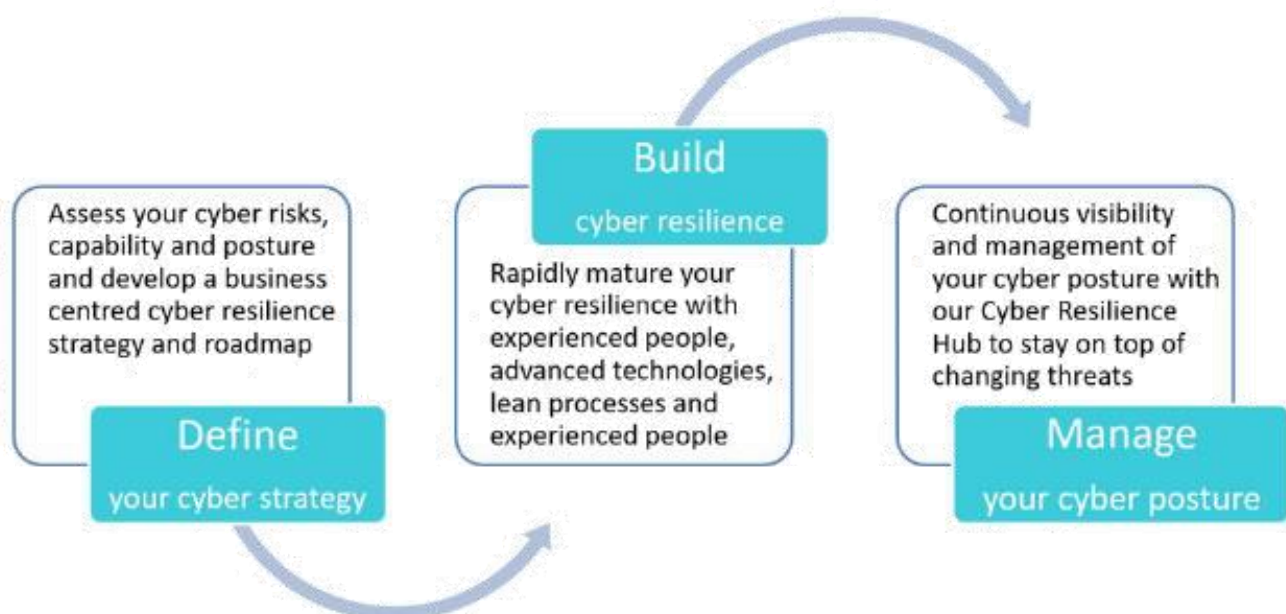 Assess your cyber risks,
capability and posture
and develop a business
centred cyber resilience
strategy and roadmap
Define
your cyber strategy
Build
cyber resilience
Rapidly mature your
cyber resilience with
experienced people,
advanced technologies,
lean processes and
experienced people
Continuous visibility
and management of
your cyber posture with
our Cyber Resilience
Hub to stay on top of
changing threats
Manage
your cyber posture